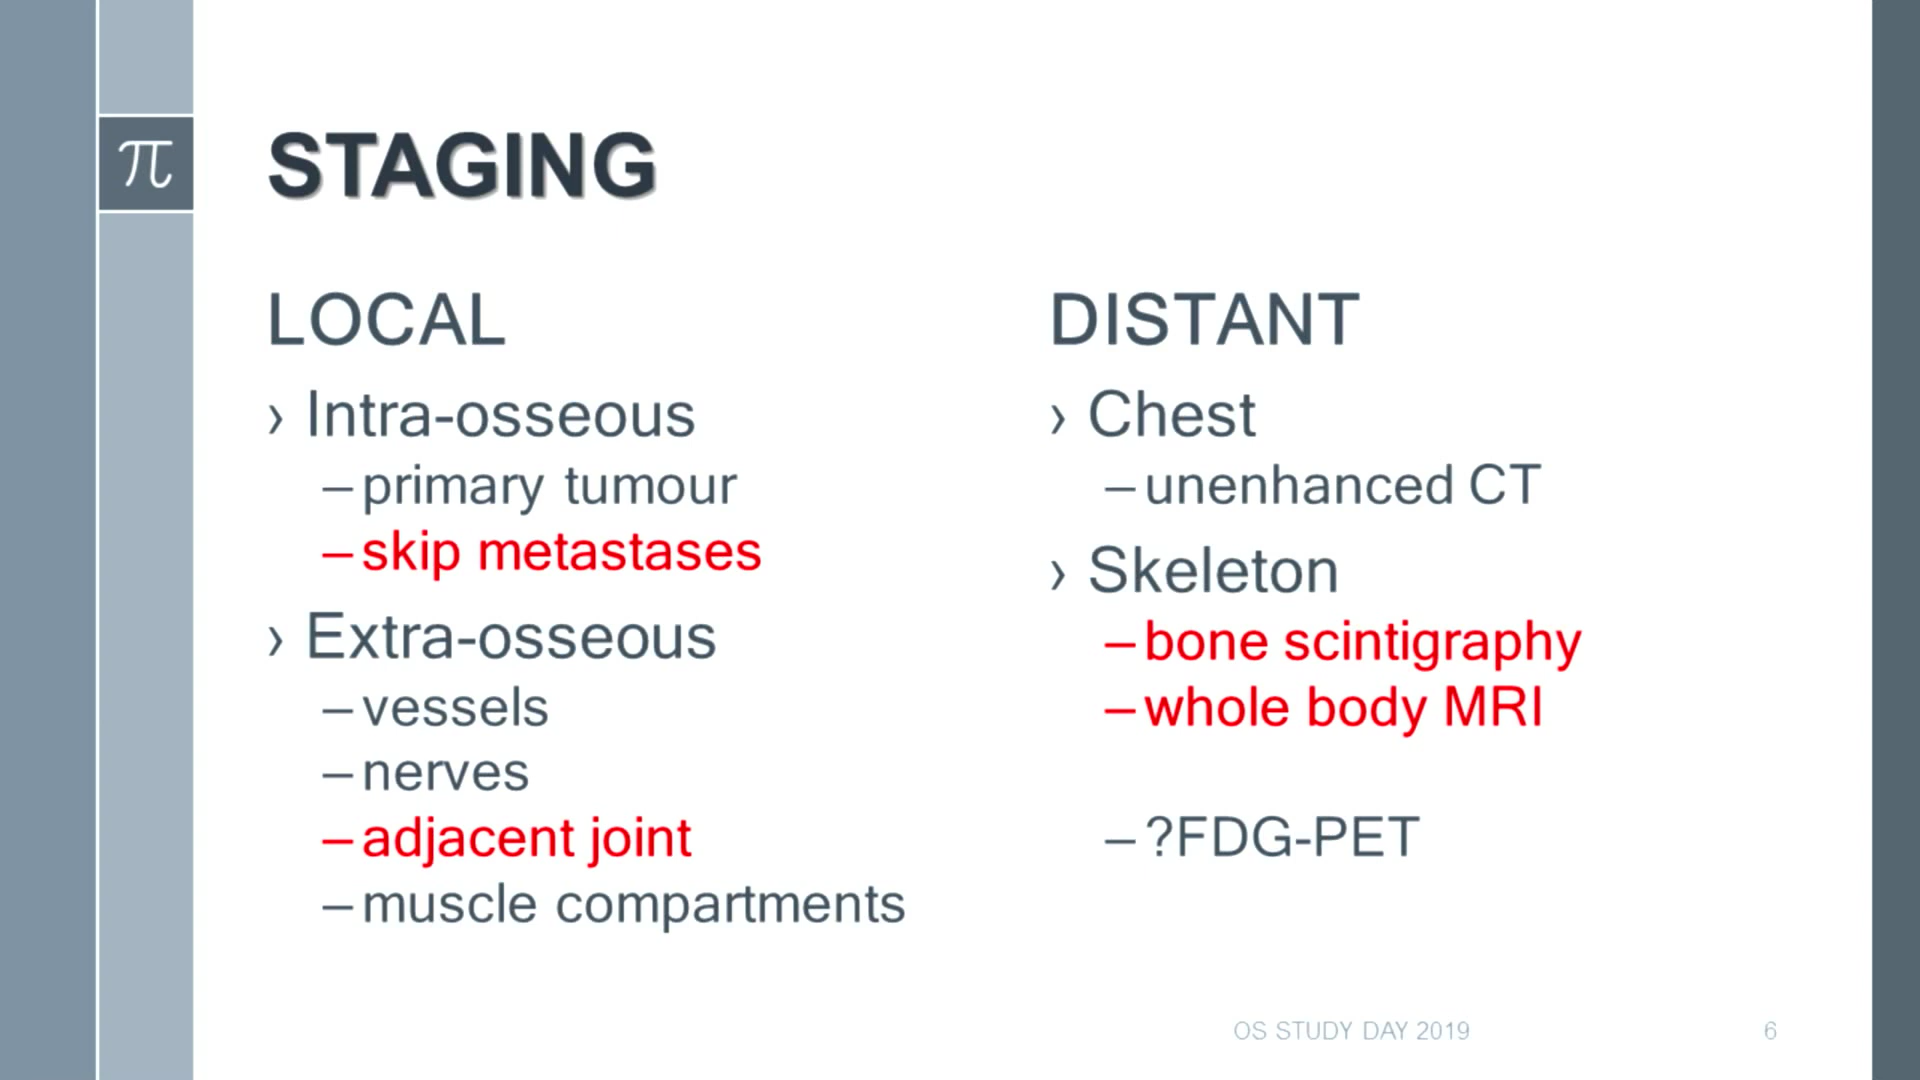 π
STAGING
LOCAL
› Intra-osseous
– primary tumour
– skip metastases
› Extra-osseous
– vessels
– nerves
– adjacent joint
– muscle compartments
DISTANT
› Chest
– unenhanced CT
› Skeleton
– bone scintigraphy
– whole body MRI
– ?FDG-PET
OS STUDY DAY 2019
6